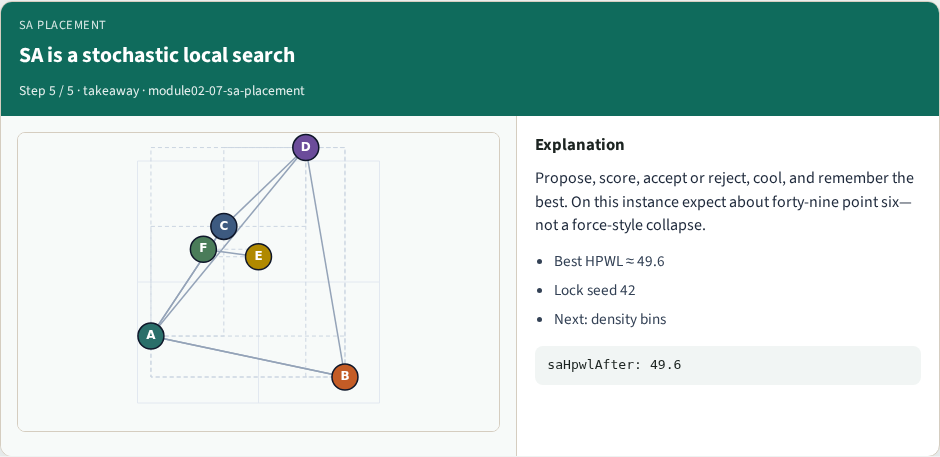 SA PLACEMENT
SA is a stochastic local search
Step 5 / 5 · takeaway · module02-07-sa-placement
D
C
F
E
A
B
Explanation
Propose, score, accept or reject, cool, and remember the
best. On this instance expect about forty-nine point six—
not a force-style collapse.
• Best HPWL ≈ 49.6
• Lock seed 42
• Next: density bins
saHpwlAfter: 49.6